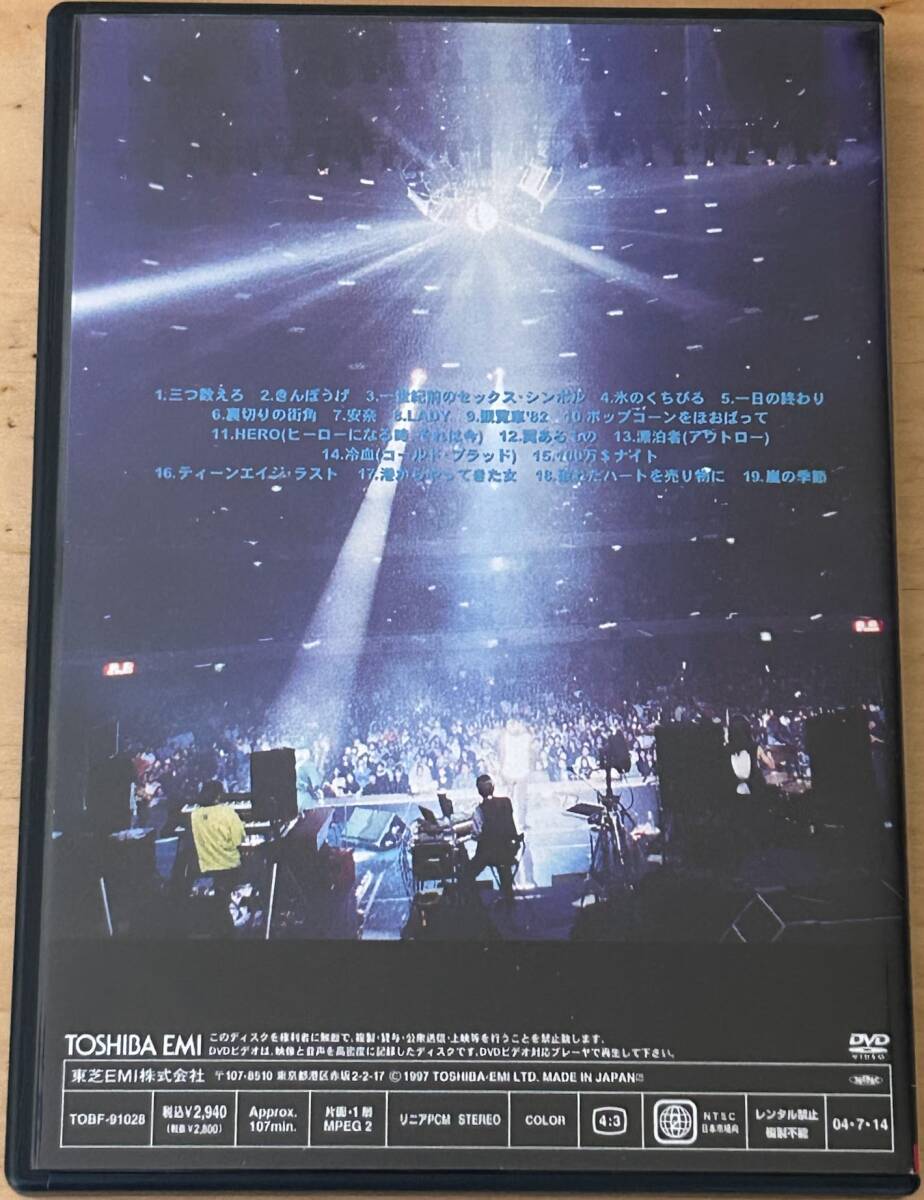 1.三つ数えろ 2.きんぽうげ 3.一世紀前のセックス・シンボル 4.氷のくちびる 5.一日の終わり
6.裏切りの街角 7.安奈 8.LADY 9.観覧車'82 10.ポップコーンをほおばって
11.HERO(ヒーローになる時 それは今) 12. 13.漂泊者(アウトロー)
14.冷血(コールド・ブラッド) 15.100万$ナイト
16.ティーンエイジ・ラスト 17.港からやってきた女 18.ハートを売り物に 19.嵐の季節
TOSHIBA EMI
このディスクを権利者に無断で、複製・貸与・公衆送信・上映等を行うことを禁止致します。
DVDビデオは、映像と音声を高密度に記録したディスクです。DVDビデオ対応プレーヤで再生して下さい。
DVD
VIDEO
東芝EMI株式会社 〒107-8510 東京都港区赤坂2-2-17 ©1997 TOSHIBA-EMI LTD. MADE IN JAPAN
TOBF-91028
税込¥2,940
(税抜¥2,800)
Approx.
107min.
片面・1層
MPEG 2
リニアPCM STEREO
COLOR
4:3
NTSC
日本市場向
レンタル禁止
複製不能
04・7・14